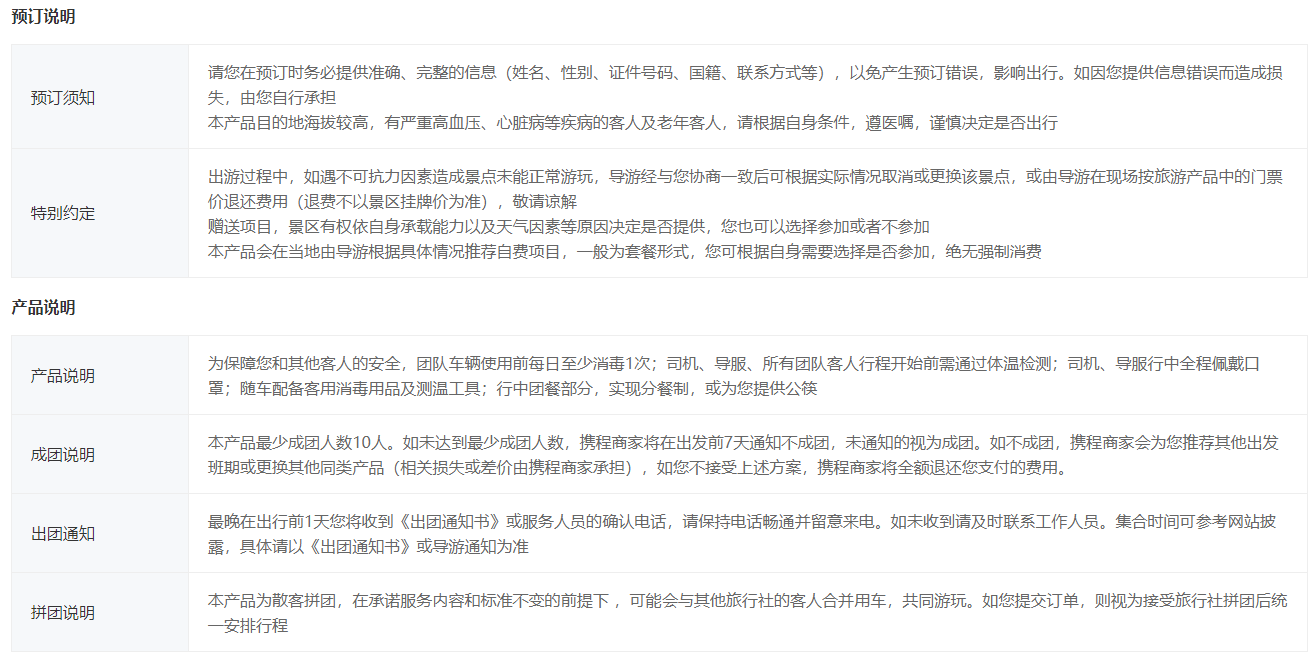 预订说明
预订须知
请您在预订时务必提供准确、完整的信息（姓名、性别、证件号码、国籍、联系方式等），以免产生预订错误，影响出行。如因您提供信息错误而造成损
失，由您自行承担
本产品目的地海拔较高，有严重高血压、心脏病等疾病的客人及老年客人，请根据自身条件，遵医嘱，谨慎决定是否出行
特别约定
出游过程中，如遇不可抗力因素造成景点未能正常游玩，导游经与您协商一致后可根据实际情况取消或更换该景点，或由导游在现场按旅游产品中的门票
价退还费用（退费不以景区挂牌价为准），敬请谅解
赠送项目，景区有权依自身承载能力以及天气因素等原因决定是否提供，您也可以选择参加或者不参加
本产品会在当地由导游根据具体情况推荐自费项目，一般为套餐形式，您可根据自身需要选择是否参加，绝无强制消费
产品说明
产品说明
为保障您和其他客人的安全，团队车辆使用前每日至少消毒1次；司机、导服、所有团队客人行程开始前需通过体温检测；司机、导服行中全程佩戴口
罩；随车配备客用消毒用品及测温工具；行中团餐部分，实现分餐制，或为您提供公筷
成团说明
本产品最少成团人数10人。如未达到最少成团人数，携程商家将在出发前7天通知不成团，未通知的视为成团。如不成团，携程商家会为您推荐其他出发
班期或更换其他同类产品（相关损失或差价由携程商家承担），如您不接受上述方案，携程商家将全额退还您支付的费用。
出团通知
最晚在出行前1天您将收到《出团通知书》或服务人员的确认电话，请保持电话畅通并留意来电。如未收到请及时联系工作人员。集合时间可参考网站披
露，具体请以《出团通知书》或导游通知为准
拼团说明
本产品为散客拼团，在承诺服务内容和标准不变的前提下 ，可能会与其他旅行社的客人合并用车，共同游玩。如您提交订单，则视为接受旅行社拼团后统
一安排行程